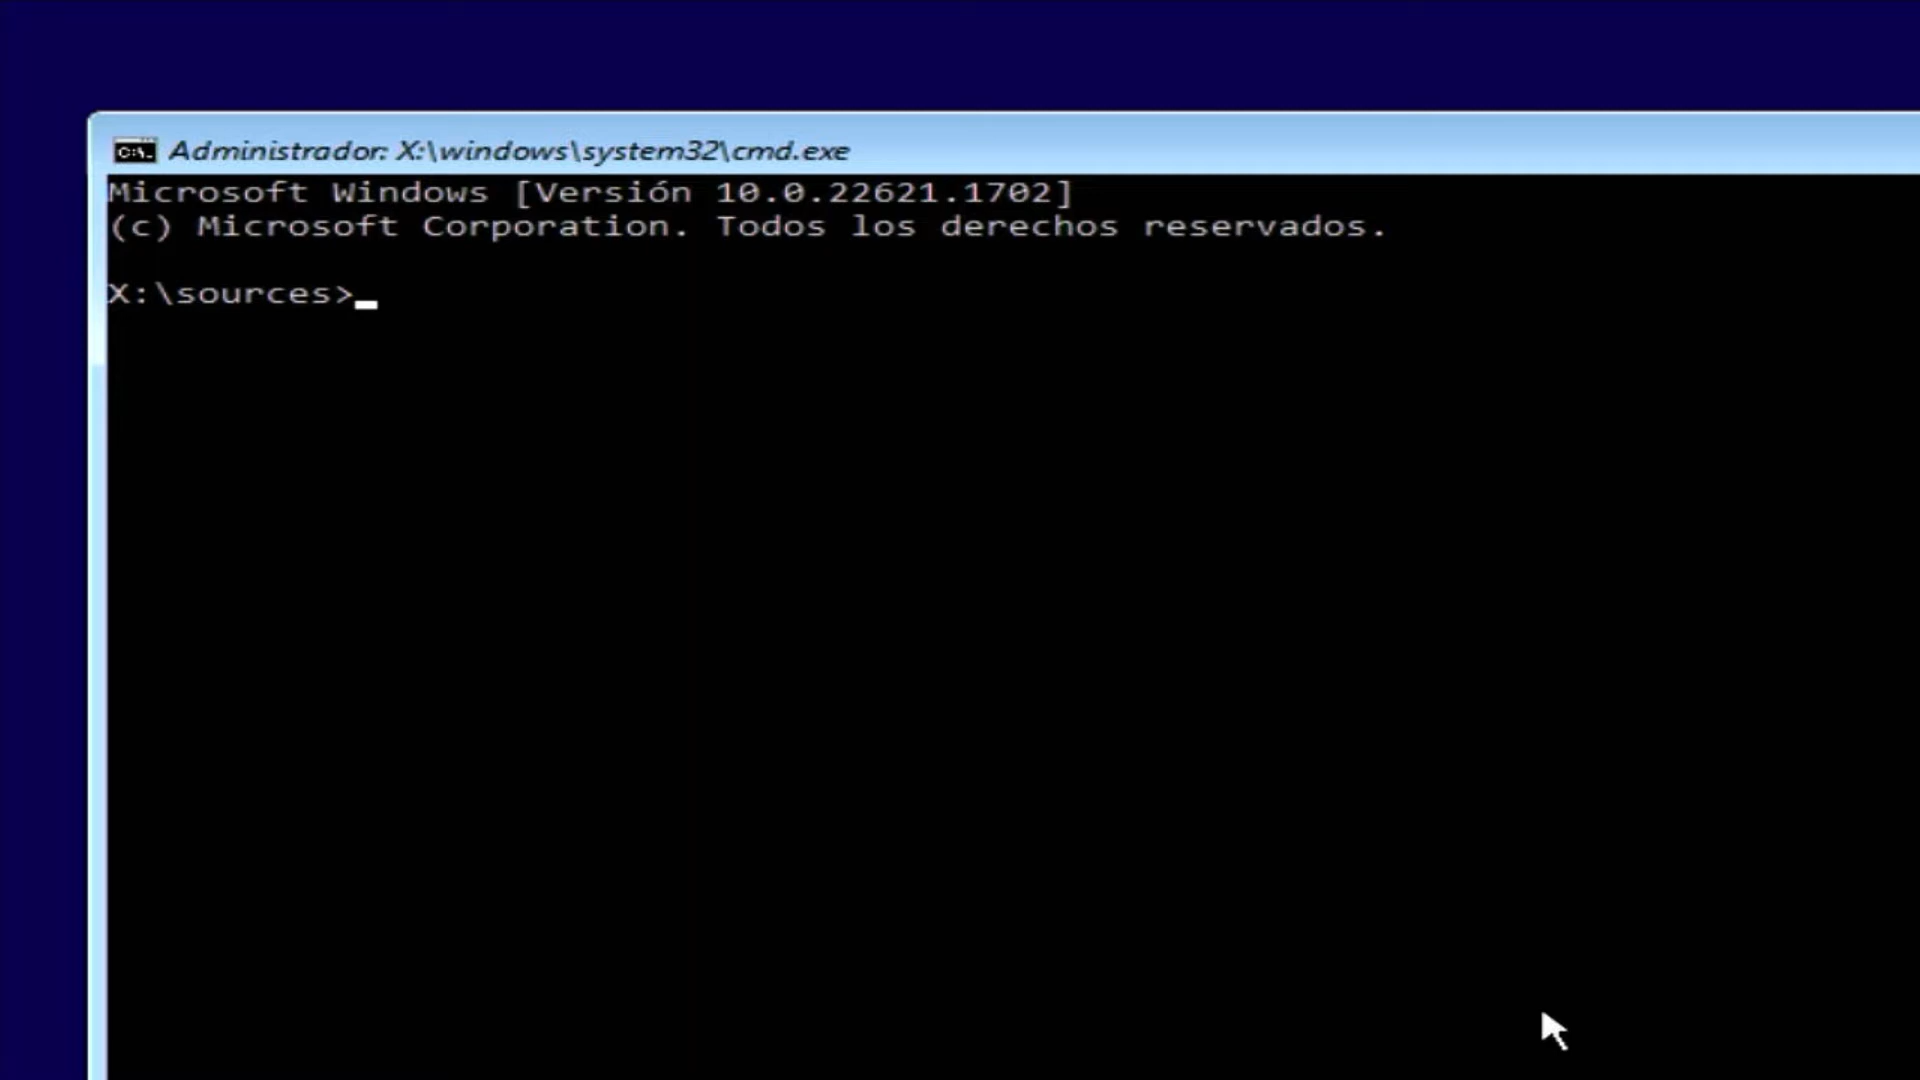 Administrador: X:\windows\system32\cmd.exe
Microsoft Windows [Versión 10.0.22621.1702]
(c) Microsoft Corporation. Todos los derechos reservados.
X:\sources>